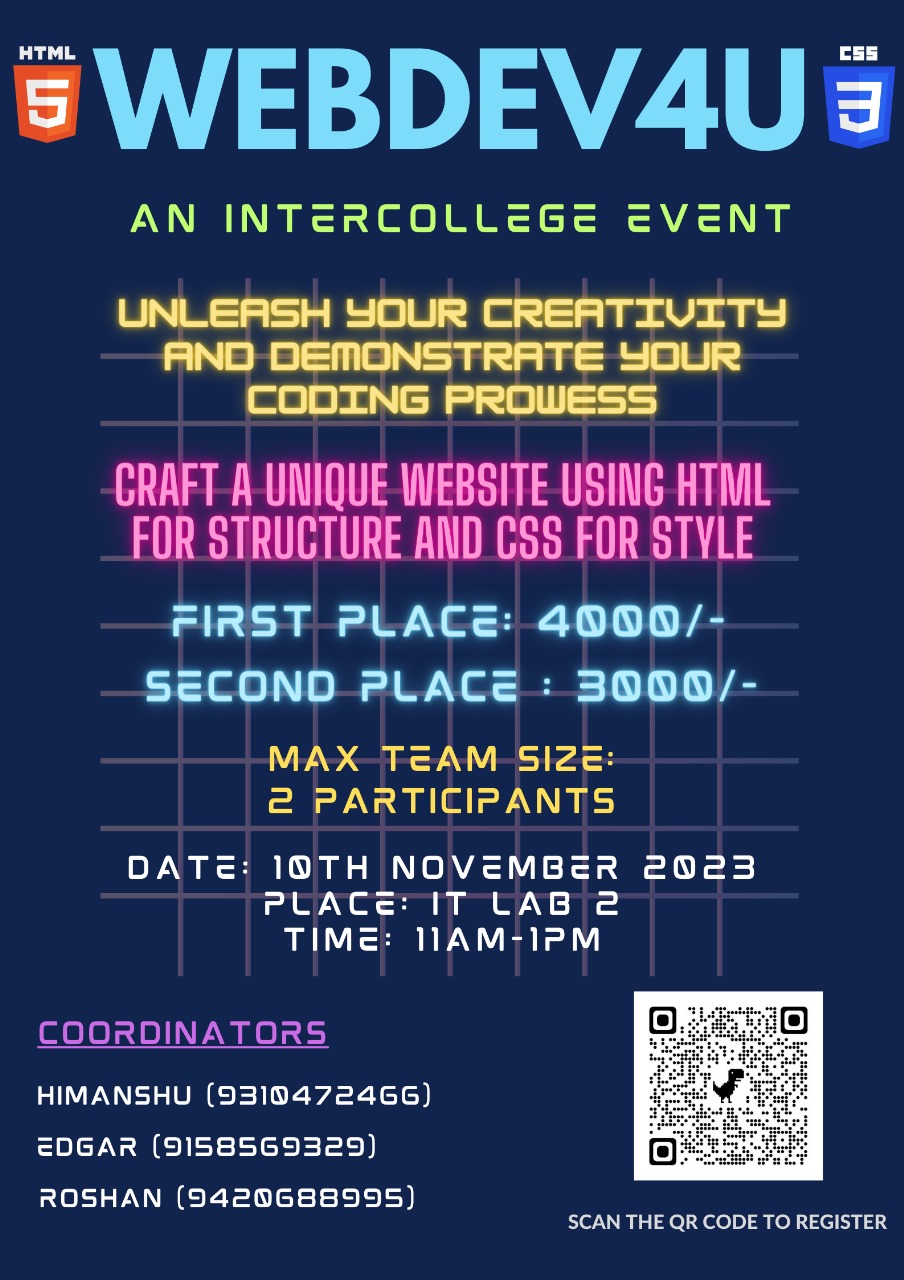 HTML
5
WEBDEV4U
CSS
3
AN INTERCOLLEGE EVENT
UNLEASH YOUR CREATIVITY
AND DEMONSTRATE YOUR
CODING PROWESS
CRAFT A UNIQUE WEBSITE USING HTML
FOR STRUCTURE AND CSS FOR STYLE
FIRST PLACE: 4000/-
SECOND PLACE : 3000/-
MAX TEAM SIZE:
2 PARTICIPANTS
DATE: 10TH NOVEMBER 2023
PLACE: IT LAB 2
TIME: 11AM-1PM
COORDINATORS
HIMANSHU (9310472466)
EDGAR (9158569329)
ROSHAN (9420688995)
SCAN THE QR CODE TO REGISTER